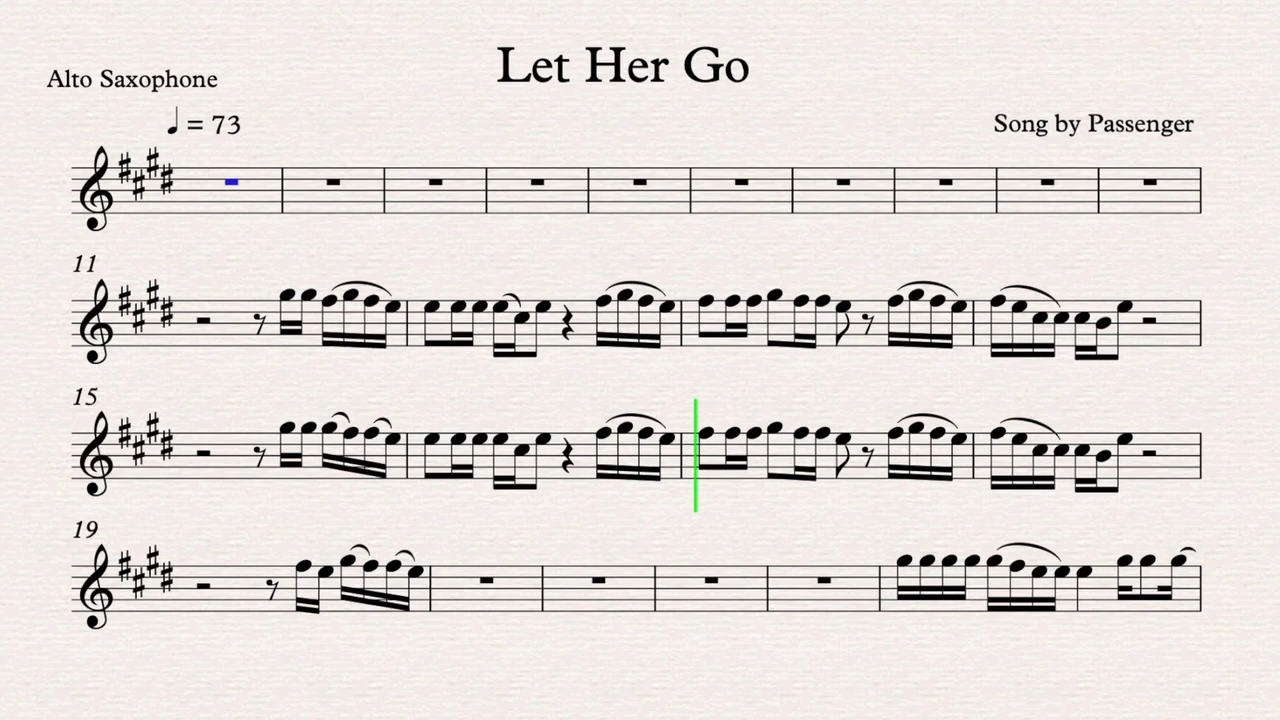 Let Her Go
Alto Saxophone
♩ = 73
Song by Passenger
11
15
19